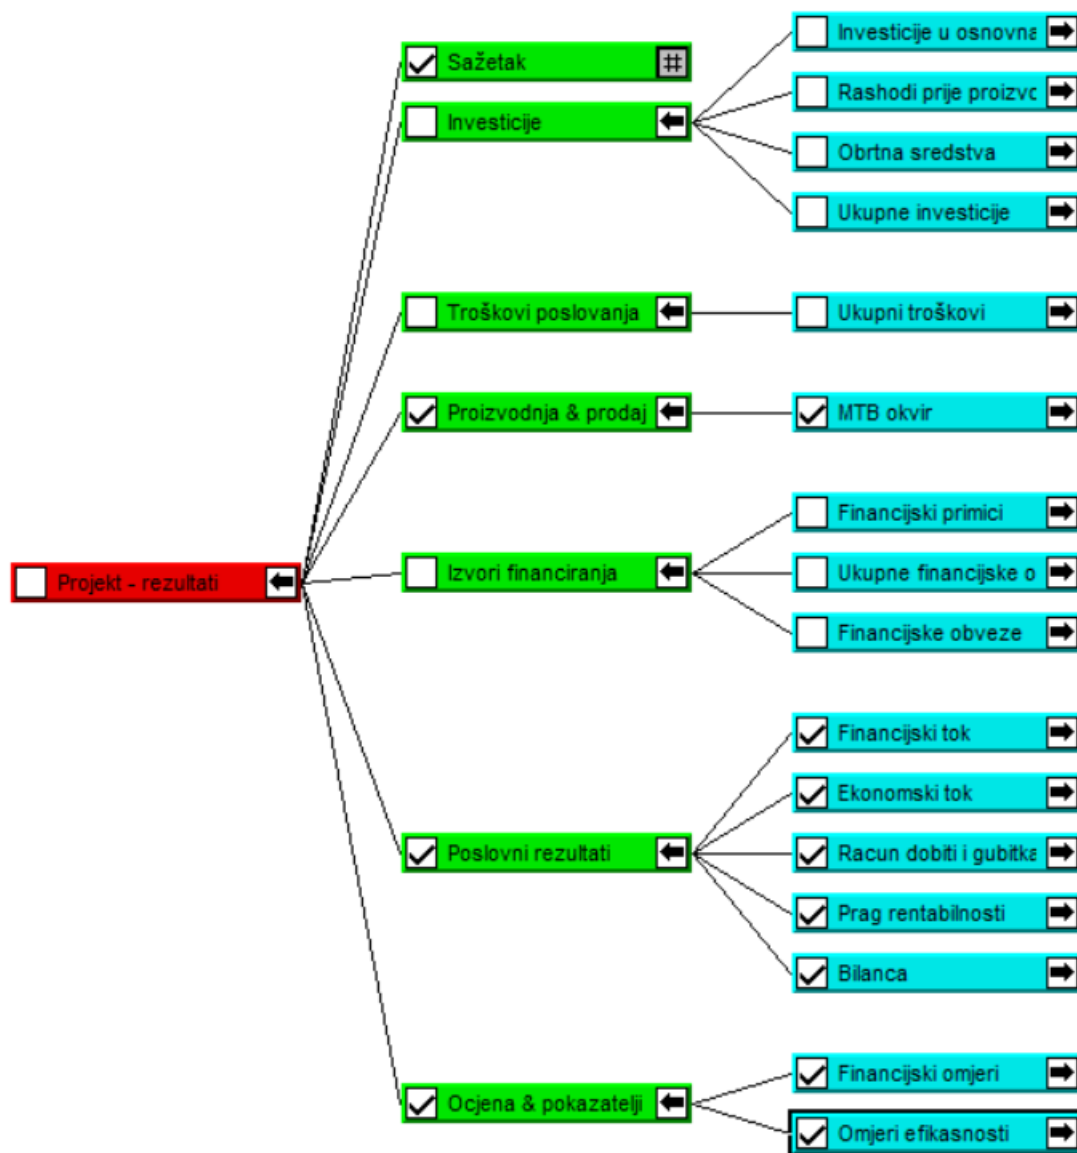 Projekt - rezultati
Sažetak
Investicije
Investicije u osnovna
Rashodi prije proizvo
Obrtna sredstva
Ukupne investicije
Troškovi poslovanja
Ukupni troškovi
Proizvodnja & prodaj
MTB okvir
Izvori financiranja
Financijski primici
Ukupne financijske o
Financijske obveze
Poslovni rezultati
Financijski tok
Ekonomski tok
Racun dobiti i gubitka
Prag rentabilnosti
Bilanca
Ocjena & pokazatelji
Financijski omjeri
Omjeri efikasnosti